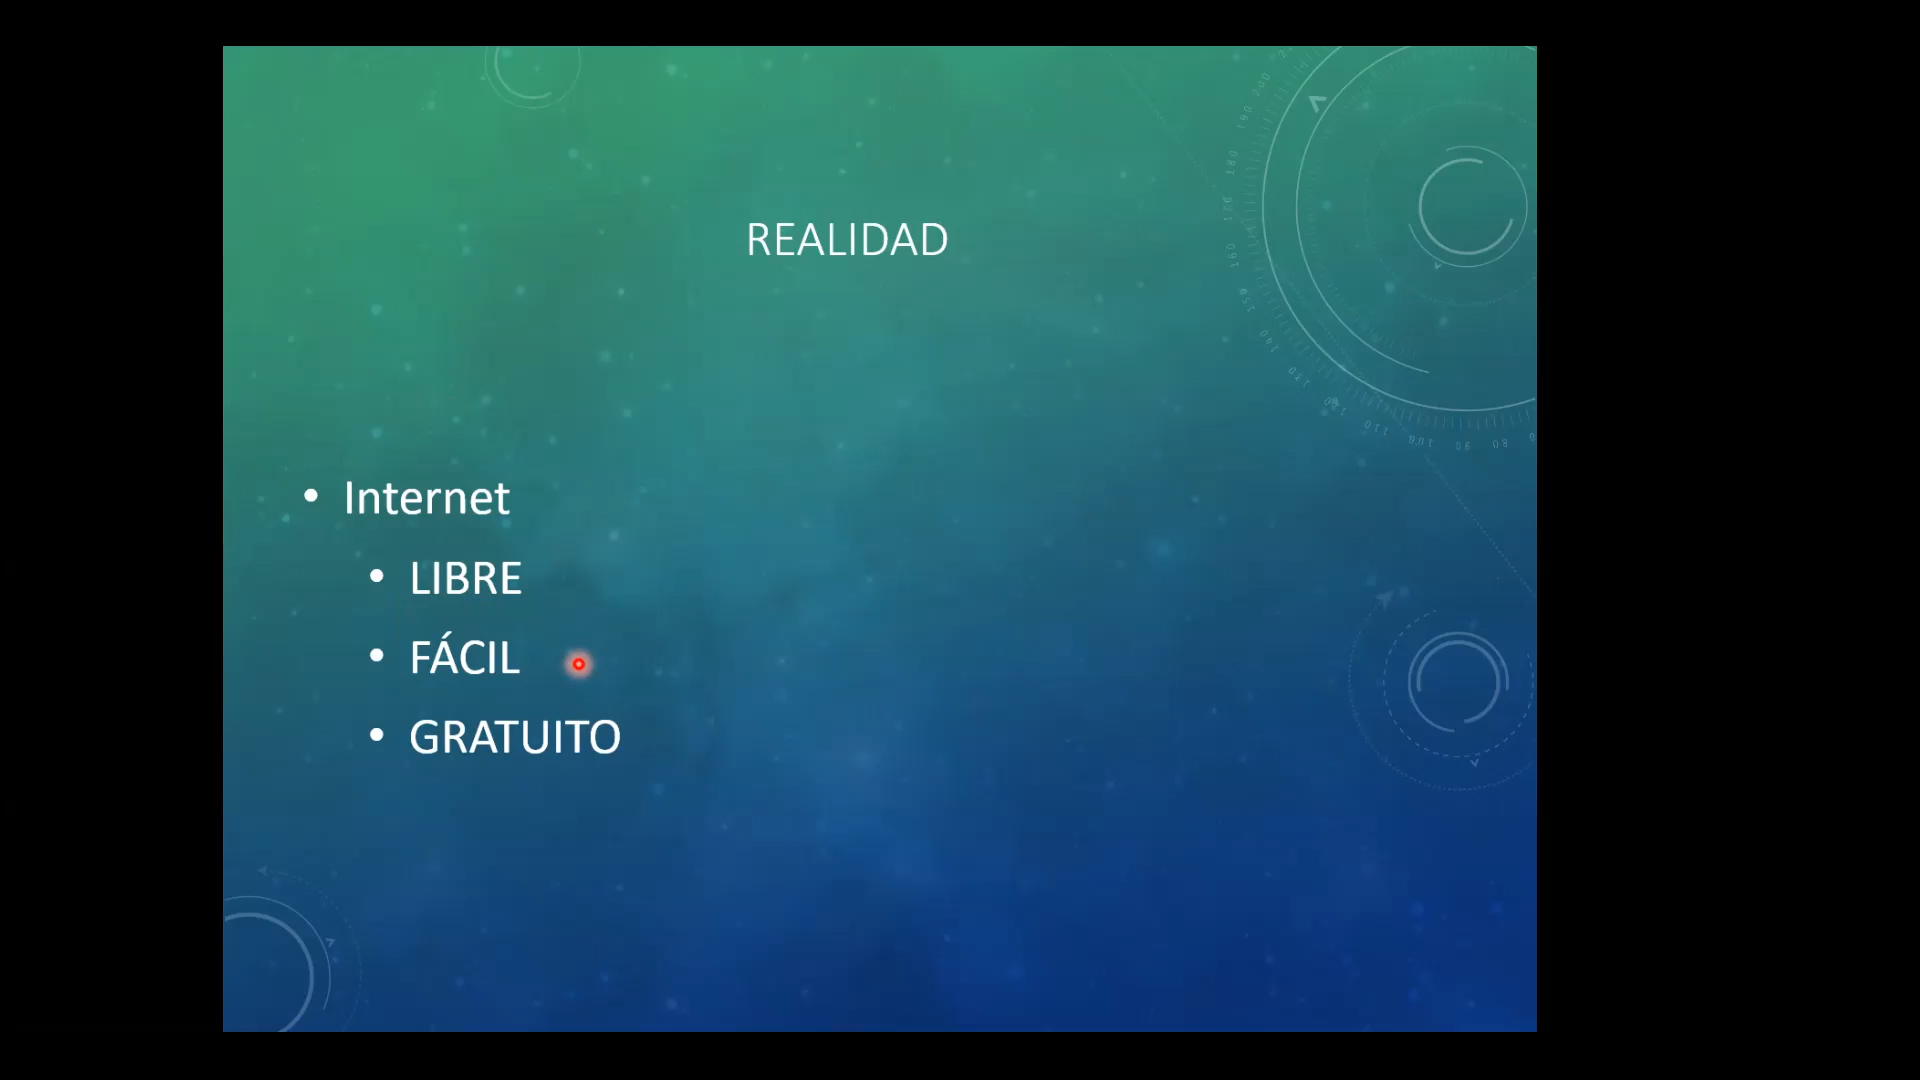 REALIDAD
• Internet
• LIBRE
• FÁCIL
• GRATUITO